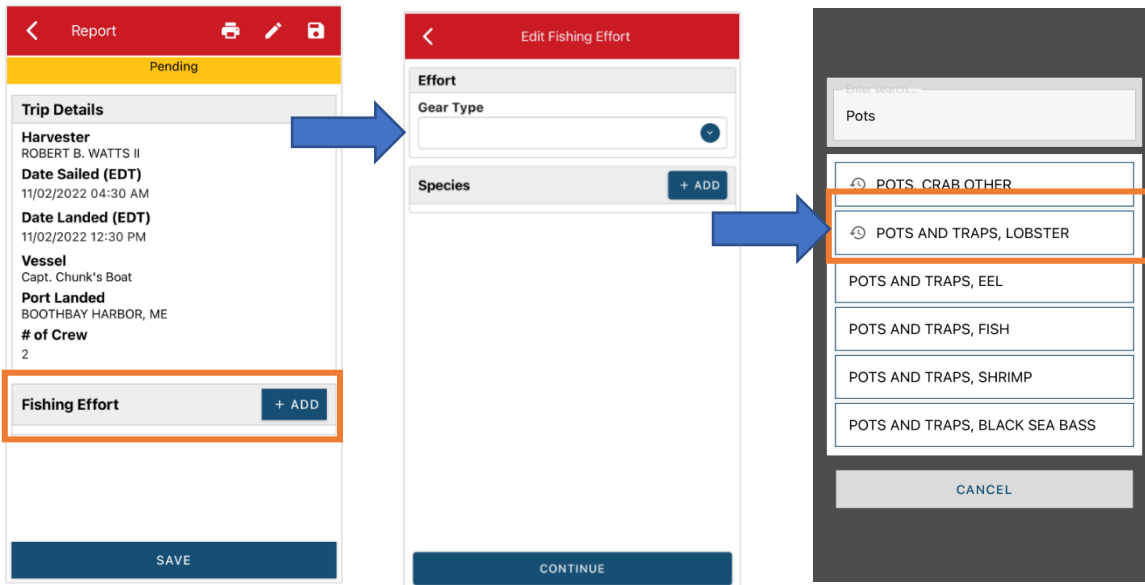 Report
Pending
Trip Details
Harvester
ROBERT B. WATTS II
Date Sailed (EDT)
11/02/2022 04:30 AM
Date Landed (EDT)
11/02/2022 12:30 PM
Vessel
Capt. Chunk's Boat
Port Landed
BOOTHBAY HARBOR, ME
# of Crew
2
Fishing Effort
+ ADD
SAVE
Edit Fishing Effort
Effort
Gear Type
Species
+ ADD
CONTINUE
Enter search...
Pots
POTS, CRAB OTHER
POTS AND TRAPS, LOBSTER
POTS AND TRAPS, EEL
POTS AND TRAPS, FISH
POTS AND TRAPS, SHRIMP
POTS AND TRAPS, BLACK SEA BASS
CANCEL